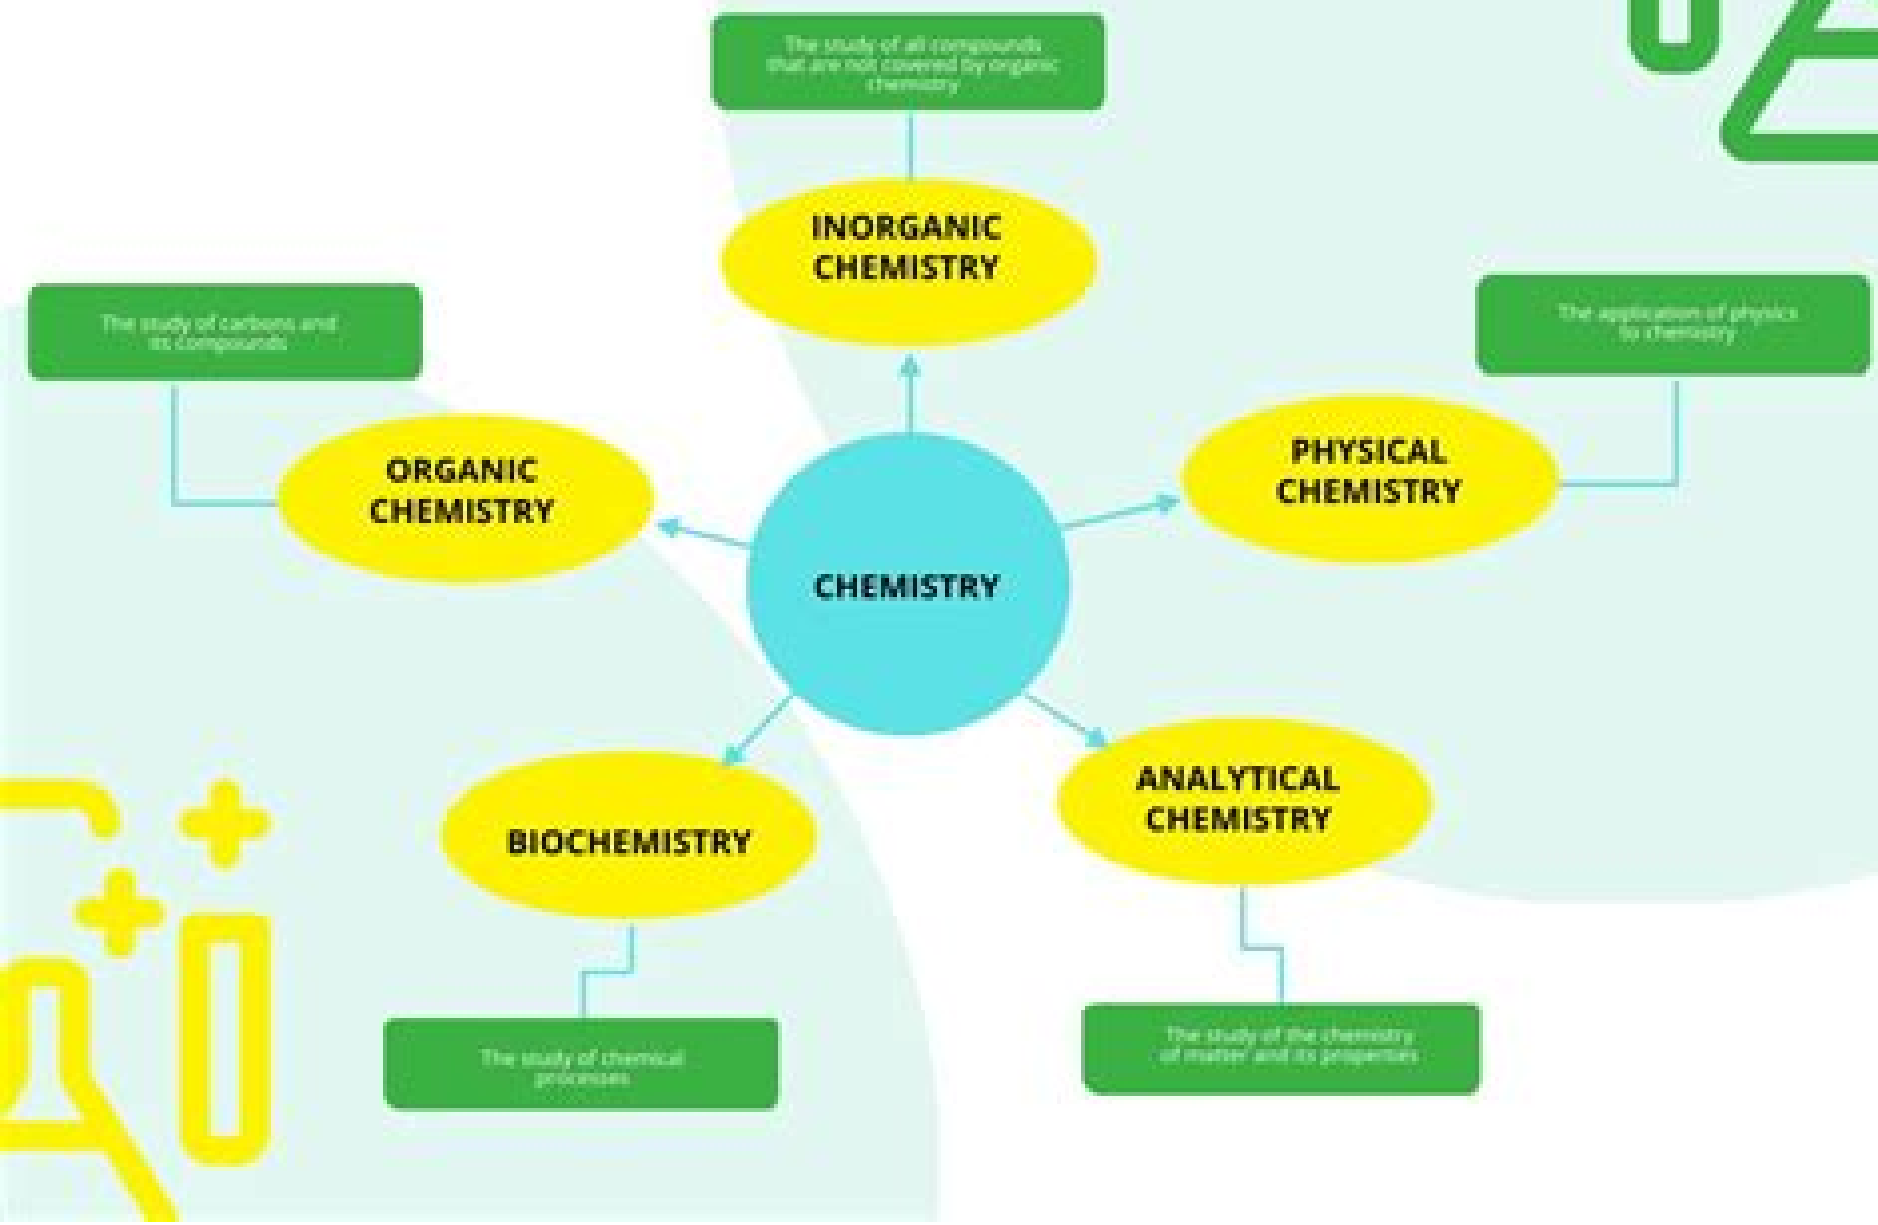 The study of all compounds
that are not covered by organic
chemistry
INORGANIC
CHEMISTRY
The study of carbons and
its compounds
The application of physics
to chemistry
ORGANIC
CHEMISTRY
PHYSICAL
CHEMISTRY
CHEMISTRY
BIOCHEMISTRY
ANALYTICAL
CHEMISTRY
The study of chemical
processes
The study of the chemistry
of matter and its properties